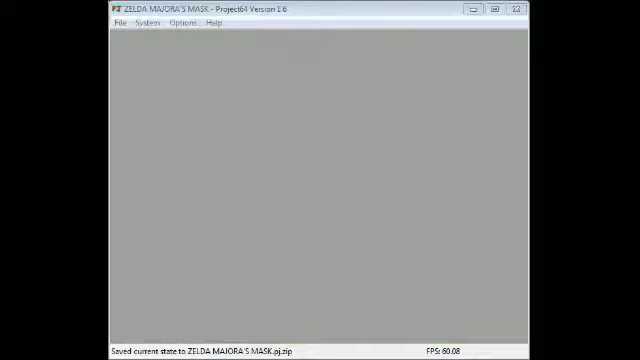 ZELDA MAJORA'S MASK - Project64 Version 1.6
File System Options Help
Saved current state to ZELDA MAJORA'S MASK.pj.zip FPS: 60.08